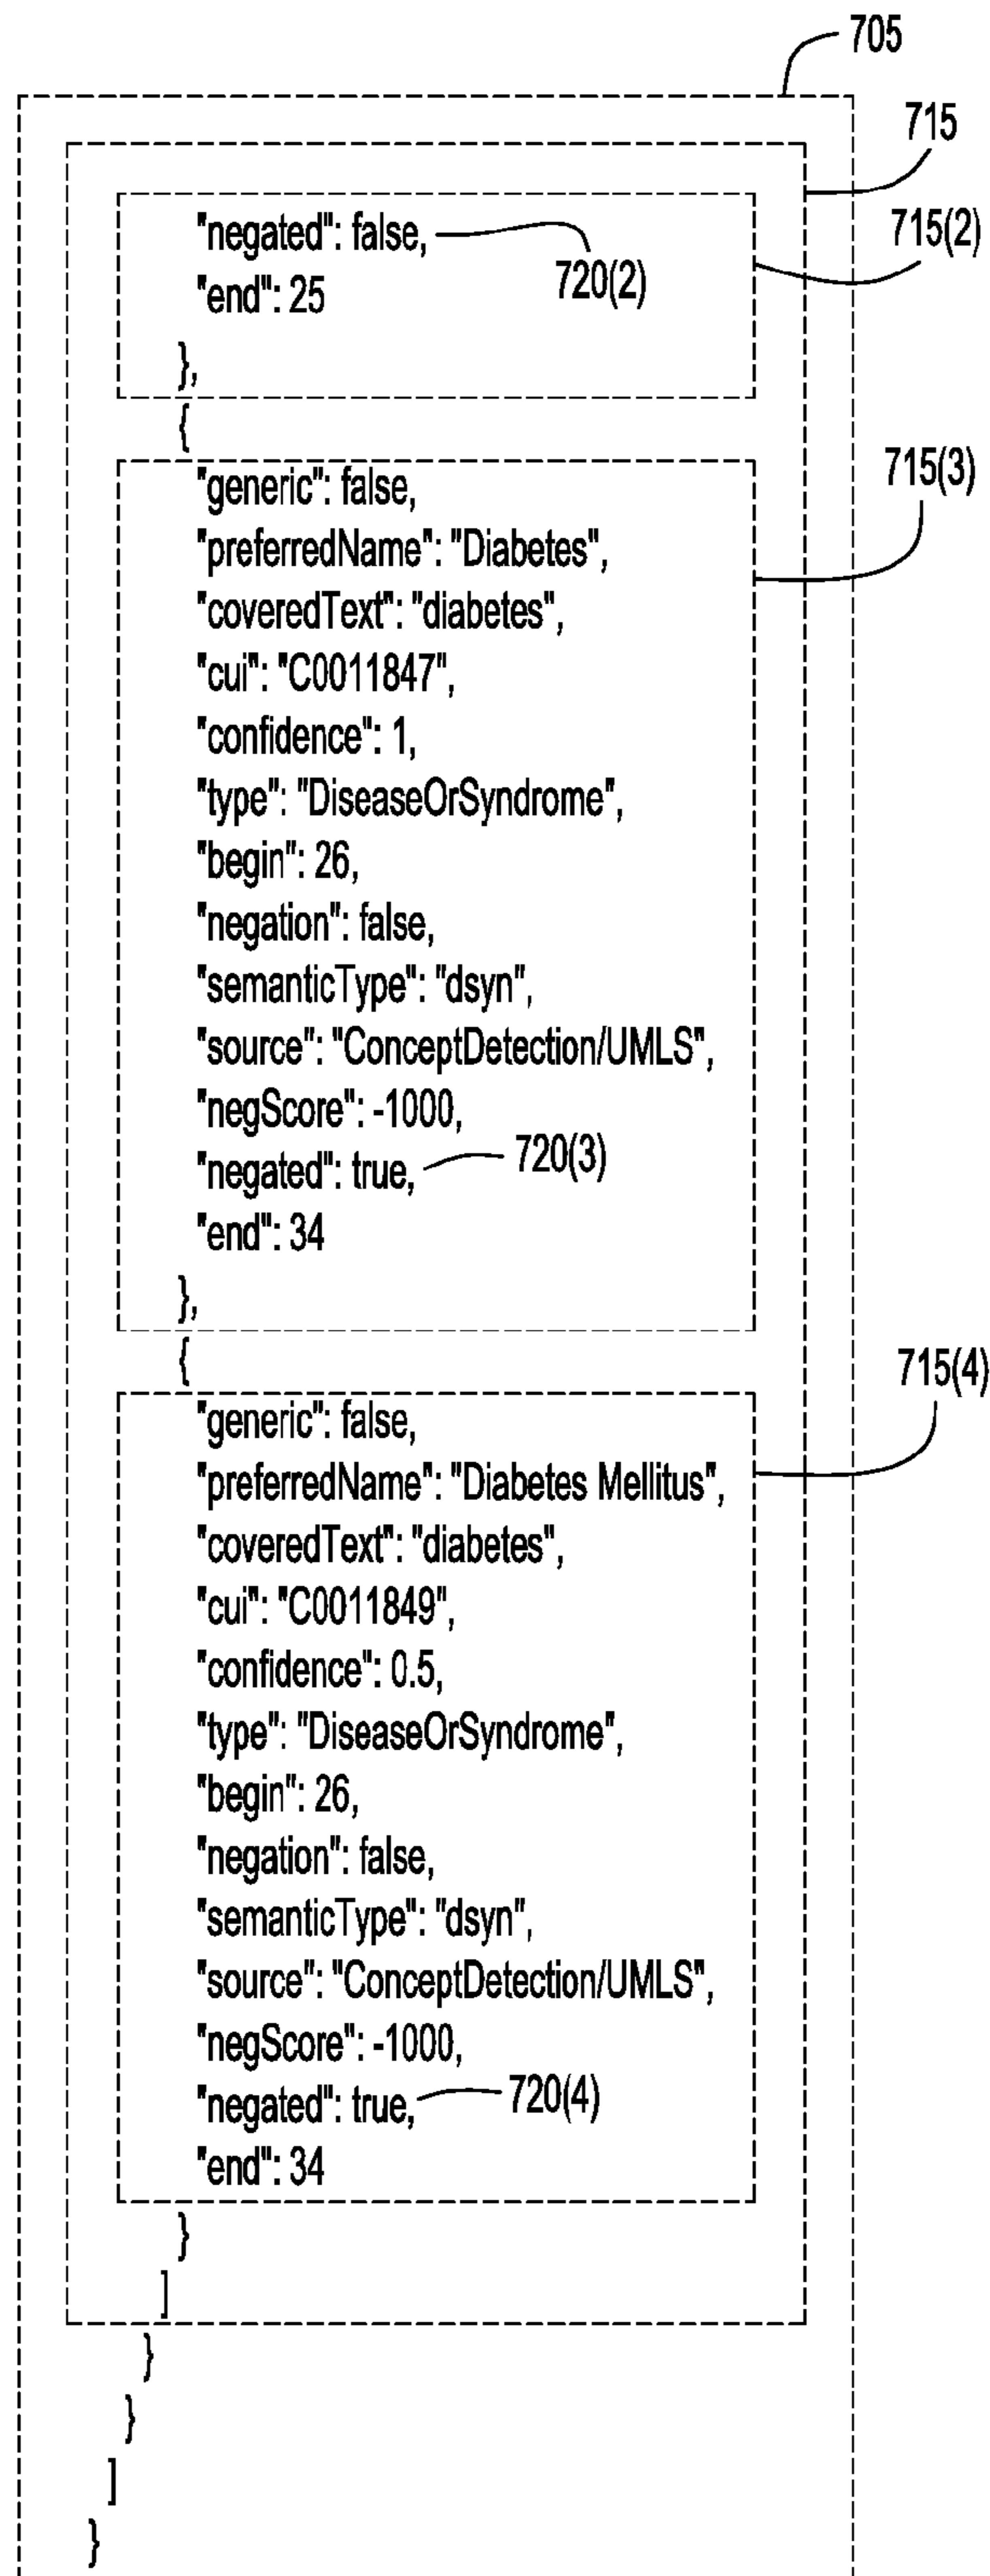 705
715
"negated": false,
715(2)
720(2)
"end": 25
},
{
715(3)
"generic": false,
"preferredName": "Diabetes",
"coveredText": "diabetes",
"cui": "C0011847",
"confidence": 1,
"type": "DiseaseOrSyndrome",
"begin": 26,
"negation": false,
"semanticType": "dsyn",
"source": "ConceptDetection/UMLS",
"negScore": -1000,
"negated": true, 720(3)
"end": 34
},
{
715(4)
"generic": false,
"preferredName": "Diabetes Mellitus",
"coveredText": "diabetes",
"cui": "C0011849",
"confidence": 0.5,
"type": "DiseaseOrSyndrome",
"begin": 26,
"negation": false,
"semanticType": "dsyn",
"source": "ConceptDetection/UMLS",
"negScore": -1000,
"negated": true, 720(4)
"end": 34
}
]
}
}
]
}